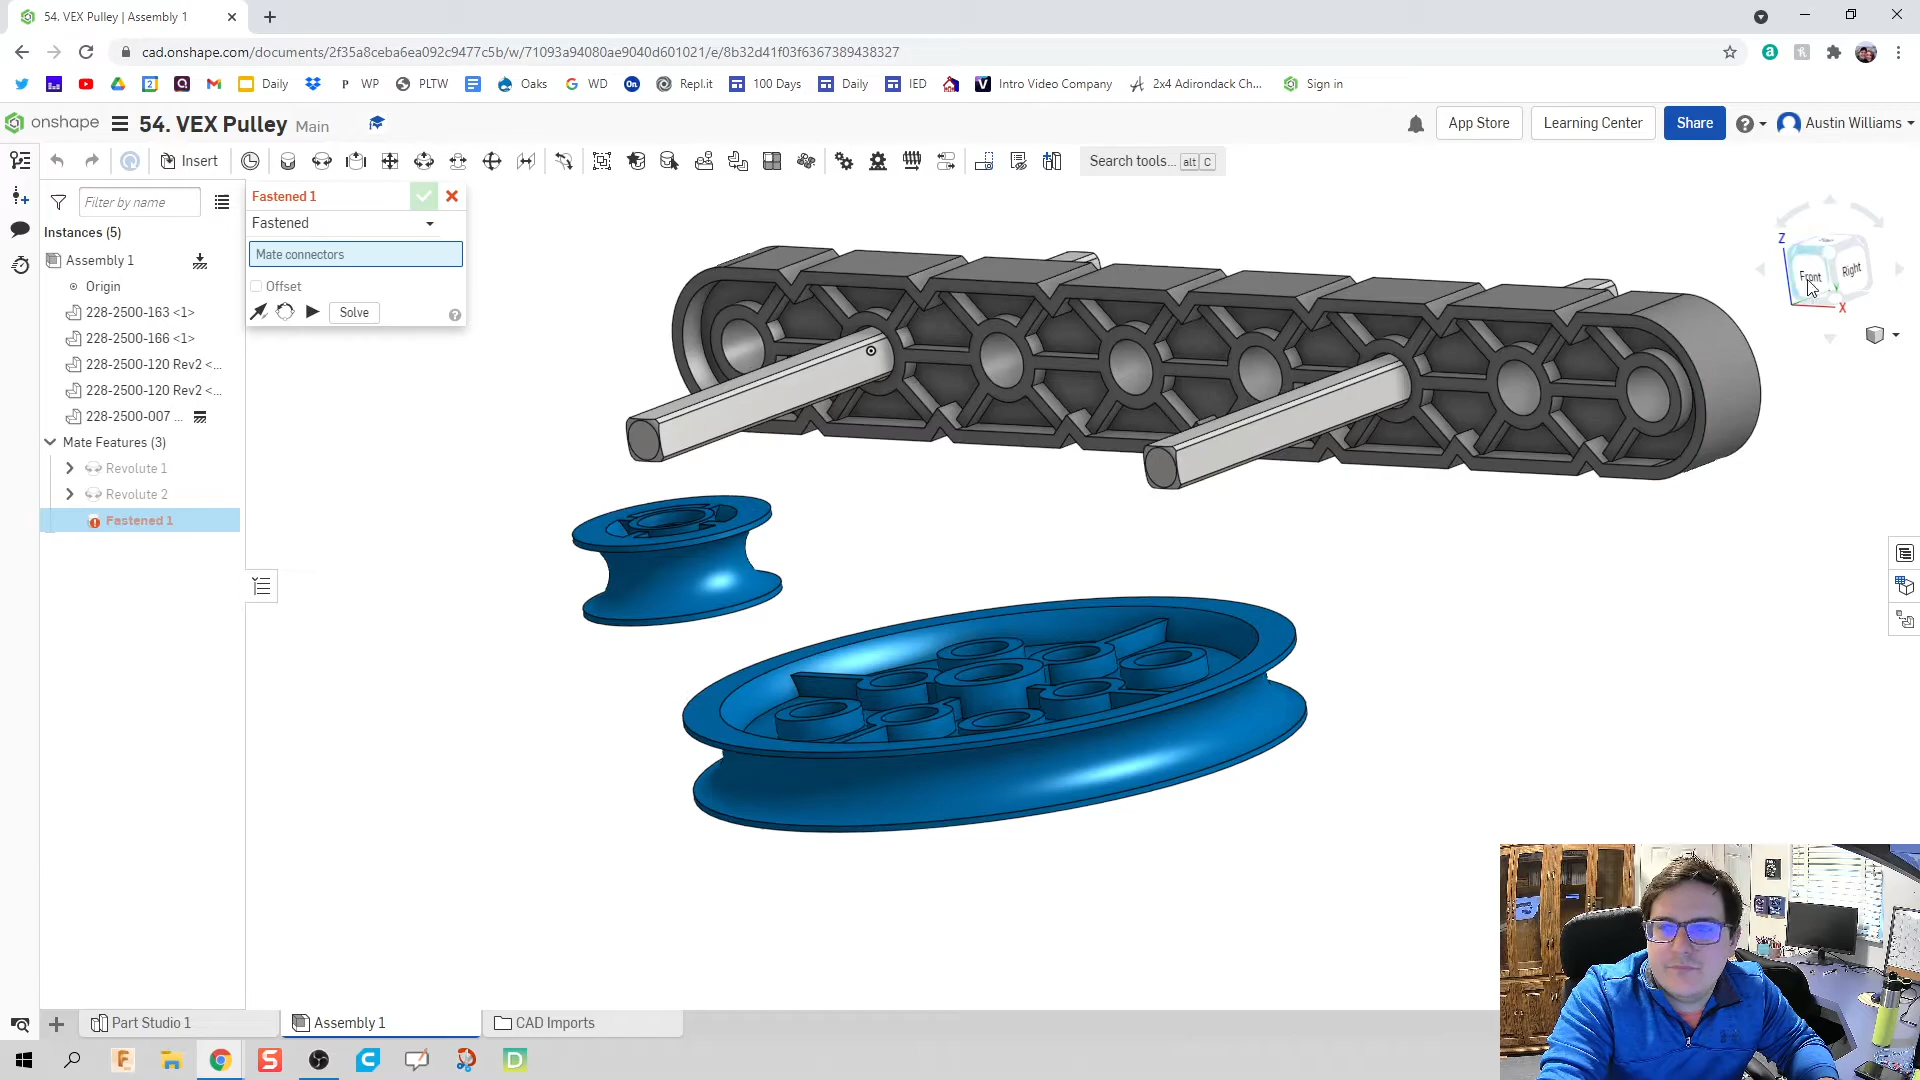 54. VEX Pulley | Assembly 1
cad.onshape.com/documents/2f35a8ceba6ea092c9477c5b/w/71093a94080ae9040d601021/e/8b32d41f03f6367389438327
Daily
P WP
PLTW
Oaks
WD
On
Repl.it
100 Days
Daily
IED
Intro Video Company
2x4 Adirondack Ch...
Sign in
onshape
54. VEX Pulley Main
App Store
Learning Center
Share
Austin Williams
Insert
Search tools... alt C
Filter by name
Fastened 1
Fastened
Mate connectors
Offset
Solve
Instances (5)
Assembly 1
Origin
228-2500-163 <1>
228-2500-166 <1>
228-2500-120 Rev2 <...
228-2500-120 Rev2 <...
228-2500-007 ...
Mate Features (3)
Revolute 1
Revolute 2
Fastened 1
Z
Front
Right
X
Part Studio 1
Assembly 1
CAD Imports